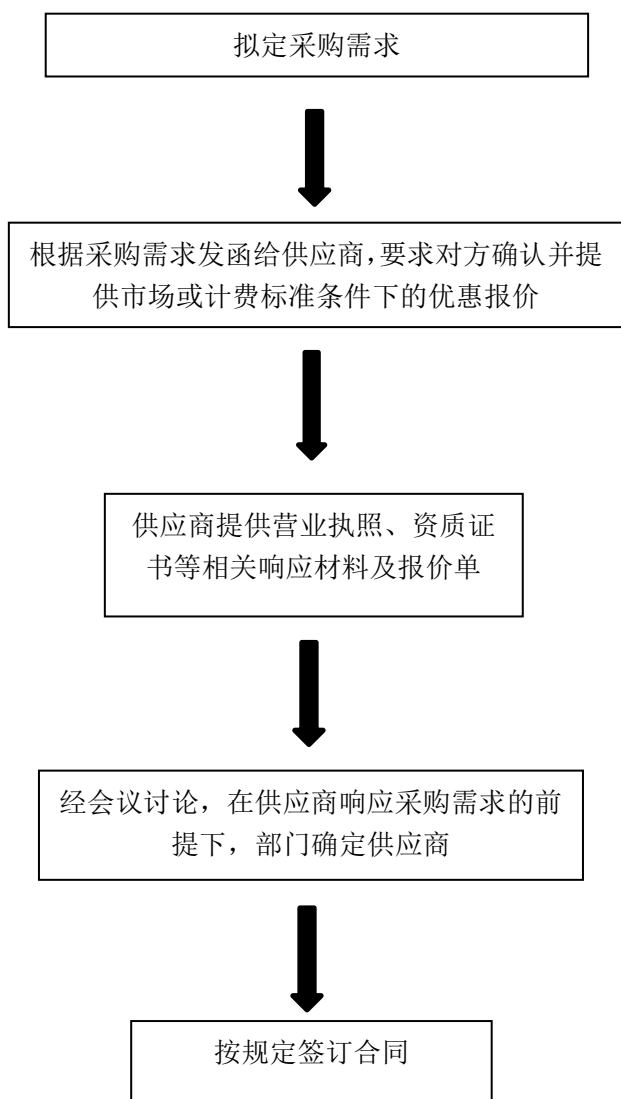 拟定采购需求
根据采购需求发函给供应商，要求对方确认并提
供市场或计费标准条件下的优惠报价
供应商提供营业执照、资质证
书等相关响应材料及报价单
经会议讨论，在供应商响应采购需求的前
提下，部门确定供应商
按规定签订合同